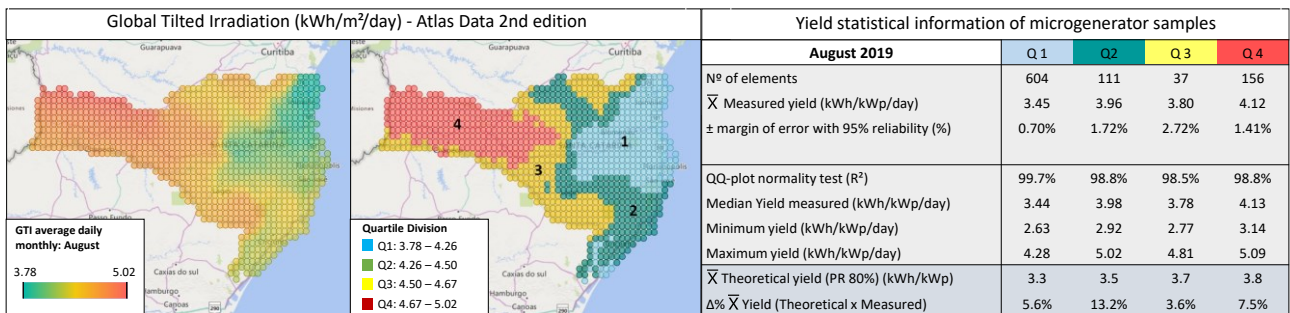 Global Tilted Irradiation (kWh/m²/day) - Atlas Data 2nd edition
Guarapuava
Curitiba
Guarapuava
Curitiba
Misiones
4
1
3
2
Passo Fundo
Caxias do sul
Hamburgo
Canoas
290
Caxias do sul
Hamburgo
Canoas
290
GTI average daily
monthly: August
3.78 5.02
Quartile Division
Q1: 3.78 – 4.26
Q2: 4.26 – 4.50
Q3: 4.50 – 4.67
Q4: 4.67 - 5.02
Yield statistical information of microgenerator samples
August 2019 Q 1 Q2 Q 3 Q 4
Nº of elements 604 111 37 156
X̅ Measured yield (kWh/kWp/day) 3.45 3.96 3.80 4.12
± margin of error with 95% reliability (%) 0.70% 1.72% 2.72% 1.41%
QQ-plot normality test (R²) 99.7% 98.8% 98.5% 98.8%
Median Yield measured (kWh/kWp/day) 3.44 3.98 3.78 4.13
Minimum yield (kWh/kWp/day) 2.63 2.92 2.77 3.14
Maximum yield (kWh/kWp/day) 4.28 5.02 4.81 5.09
X̅ Theoretical yield (PR 80%) (kWh/kWp) 3.3 3.5 3.7 3.8
Δ% X̅ Yield (Theoretical x Measured) 5.6% 13.2% 3.6% 7.5%